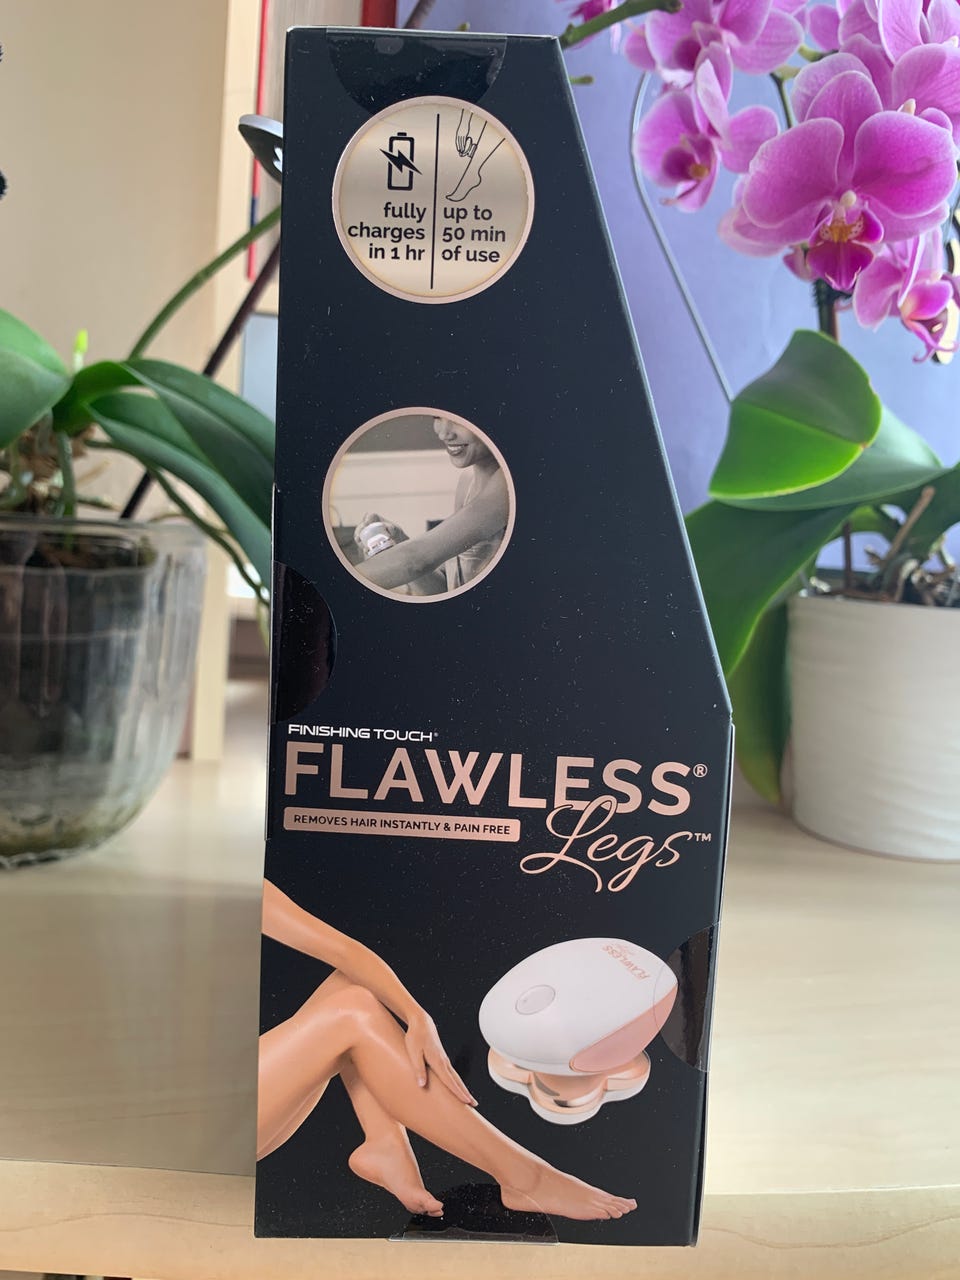 fully
charges
in 1 hr
up to
50 min
of use
FINISHING TOUCH®
FLAWLESS®
Legs™
REMOVES HAIR INSTANTLY & PAIN FREE
FLAWLESS